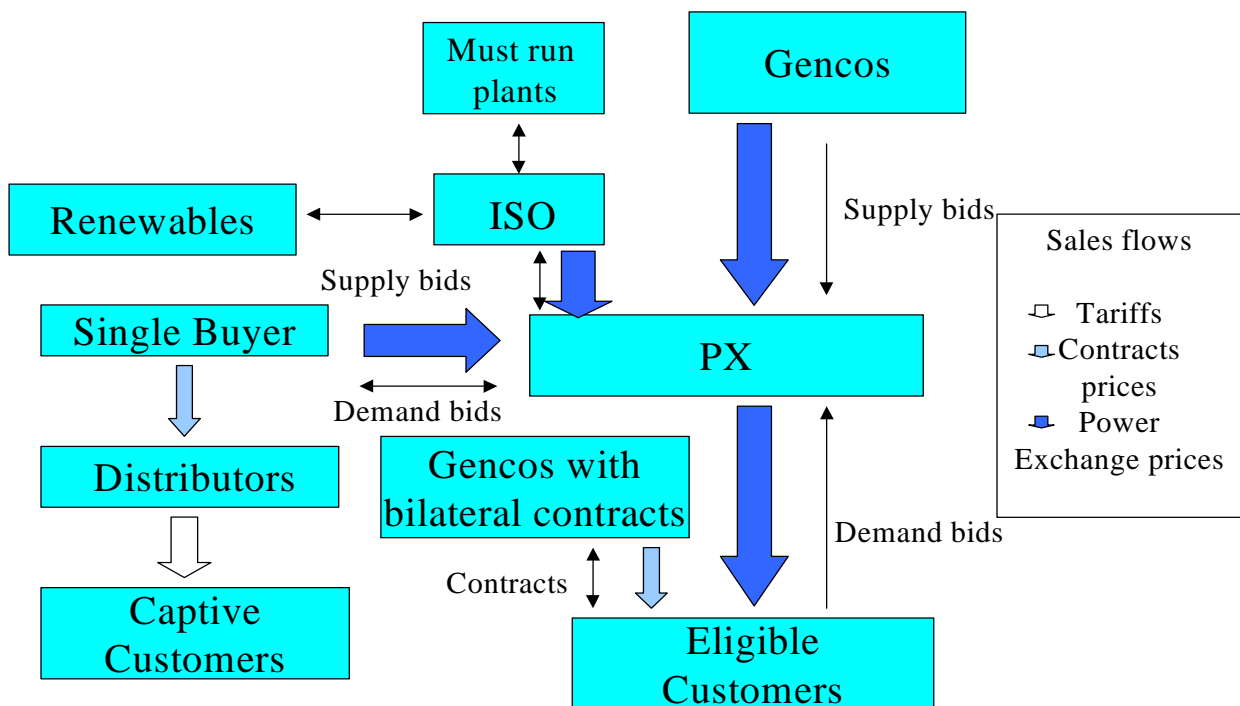 Must run
plants
Gencos
Renewables
ISO
Supply bids
Supply bids
Single Buyer
PX
Demand bids
Distributors
Gencos with
bilateral contracts
Demand bids
Contracts
Captive
Customers
Eligible
Customers
Sales flows
Tariffs
Contracts
prices
Power
Exchange prices